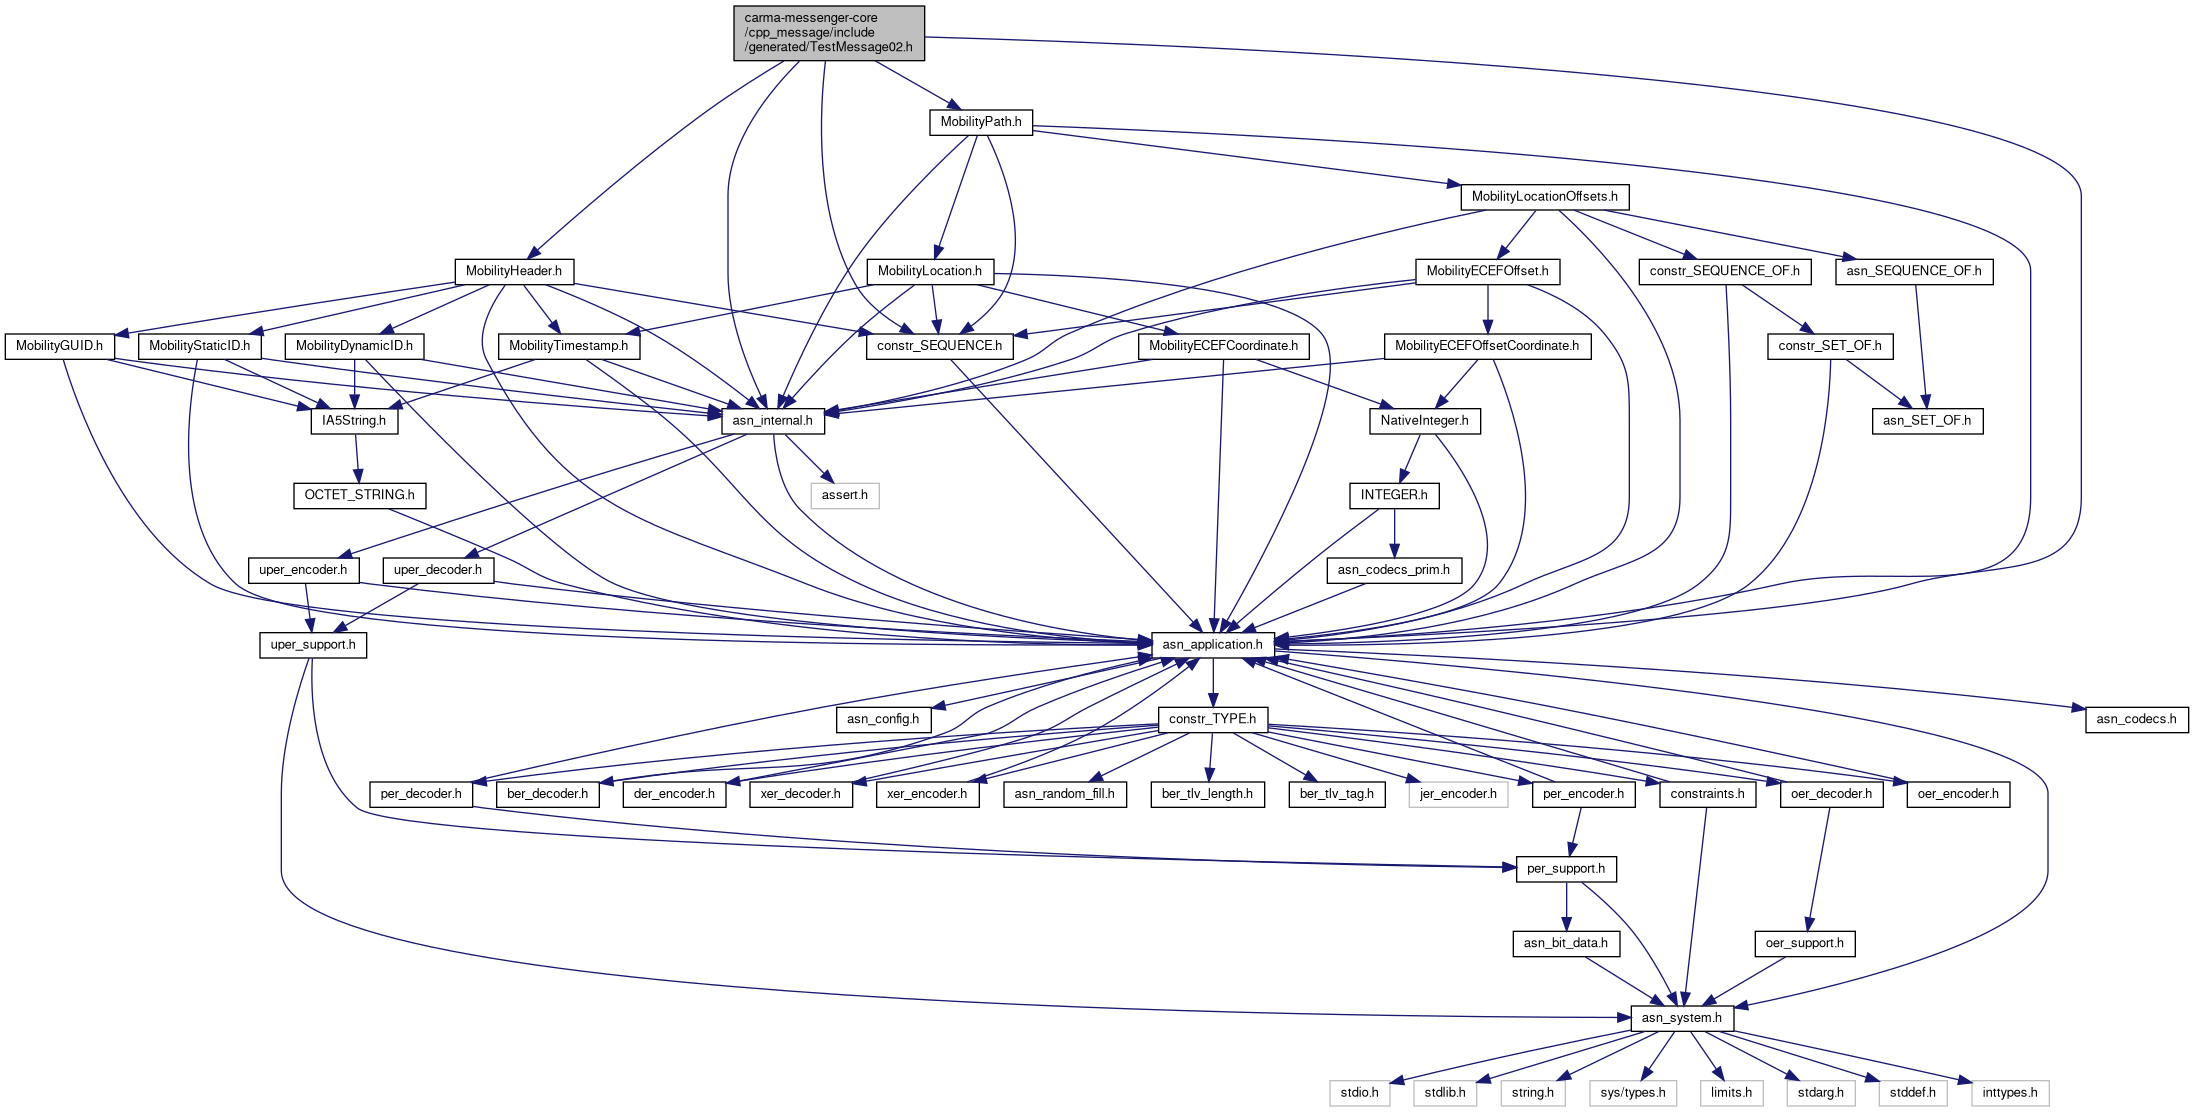 carma-messenger-core
/cpp_message/include
/generated/TestMessage02.h
MobilityPath.h
MobilityLocationOffsets.h
MobilityHeader.h
MobilityLocation.h
MobilityECEFOffset.h
constr_SEQUENCE_OF.h
asn_SEQUENCE_OF.h
MobilityGUID.h
MobilityStaticID.h
MobilityDynamicID.h
MobilityTimestamp.h
constr_SEQUENCE.h
MobilityECEFCoordinate.h
MobilityECEFOffsetCoordinate.h
constr_SET_OF.h
IA5String.h
asn_internal.h
NativeInteger.h
asn_SET_OF.h
OCTET_STRING.h
assert.h
INTEGER.h
uper_encoder.h
uper_decoder.h
asn_codecs_prim.h
uper_support.h
asn_application.h
asn_config.h
constr_TYPE.h
asn_codecs.h
per_decoder.h
ber_decoder.h
der_encoder.h
xer_decoder.h
xer_encoder.h
asn_random_fill.h
ber_tlv_length.h
ber_tlv_tag.h
jer_encoder.h
per_encoder.h
constraints.h
oer_decoder.h
oer_encoder.h
per_support.h
asn_bit_data.h
oer_support.h
asn_system.h
stdio.h
stdlib.h
string.h
sys/types.h
limits.h
stdarg.h
stddef.h
inttypes.h